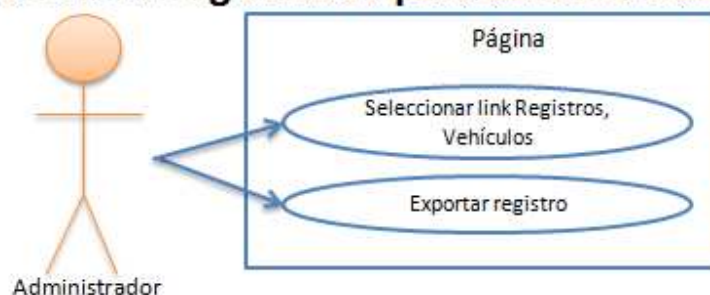 Página
Seleccionar link Registros,
Vehículos
Exportar registro
Administrador